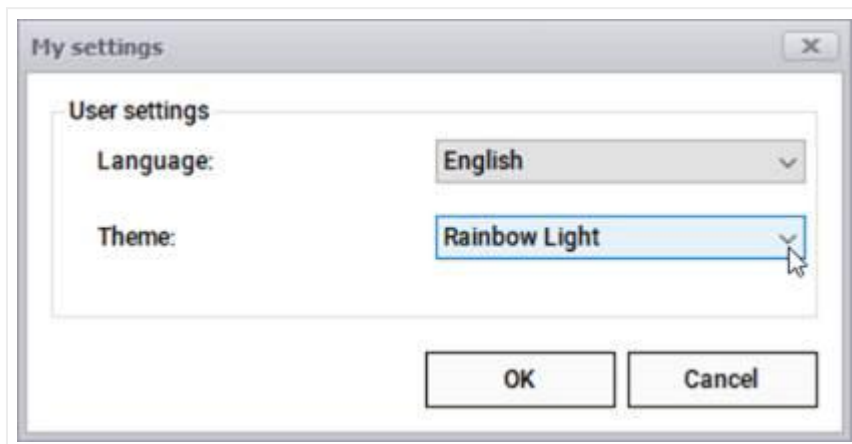 My settings
User settings
Language: English
Theme: Rainbow Light
OK Cancel